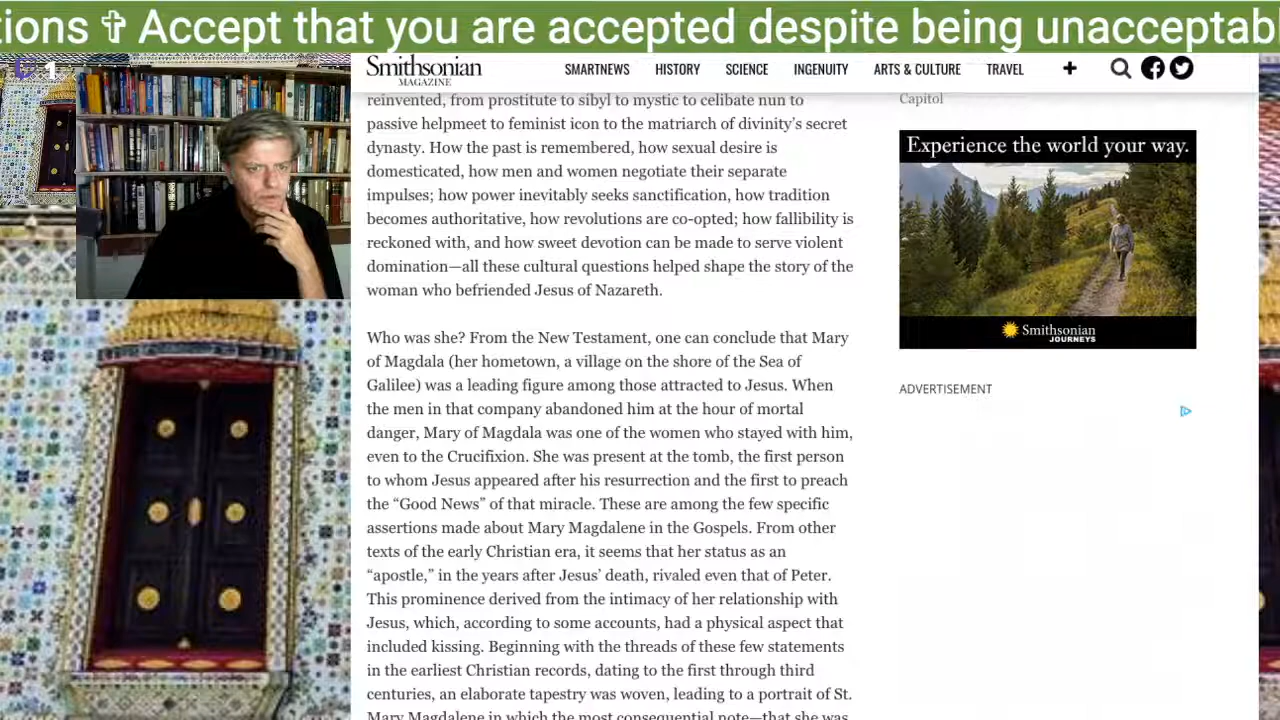 tions ✞ Accept that you are accepted despite being unacceptab
1
Smithsonian
MAGAZINE
SMARTNEWS HISTORY SCIENCE INGENUITY ARTS & CULTURE TRAVEL +
reinvented, from prostitute to sibyl to mystic to celibate nun to
passive helpmeet to feminist icon to the matriarch of divinity’s secret
dynasty. How the past is remembered, how sexual desire is
domesticated, how men and women negotiate their separate
impulses; how power inevitably seeks sanctification, how tradition
becomes authoritative, how revolutions are co-opted; how fallibility is
reckoned with, and how sweet devotion can be made to serve violent
domination—all these cultural questions helped shape the story of the
woman who befriended Jesus of Nazareth.
Who was she? From the New Testament, one can conclude that Mary
of Magdala (her hometown, a village on the shore of the Sea of
Galilee) was a leading figure among those attracted to Jesus. When
the men in that company abandoned him at the hour of mortal
danger, Mary of Magdala was one of the women who stayed with him,
even to the Crucifixion. She was present at the tomb, the first person
to whom Jesus appeared after his resurrection and the first to preach
the “Good News” of that miracle. These are among the few specific
assertions made about Mary Magdalene in the Gospels. From other
texts of the early Christian era, it seems that her status as an
“apostle,” in the years after Jesus’ death, rivaled even that of Peter.
This prominence derived from the intimacy of her relationship with
Jesus, which, according to some accounts, had a physical aspect that
included kissing. Beginning with the threads of these few statements
in the earliest Christian records, dating to the first through third
centuries, an elaborate tapestry was woven, leading to a portrait of St.
Mary Magdalene in which the most consequential note—that she was
Capitol
Experience the world your way.
Smithsonian
JOURNEYS
ADVERTISEMENT